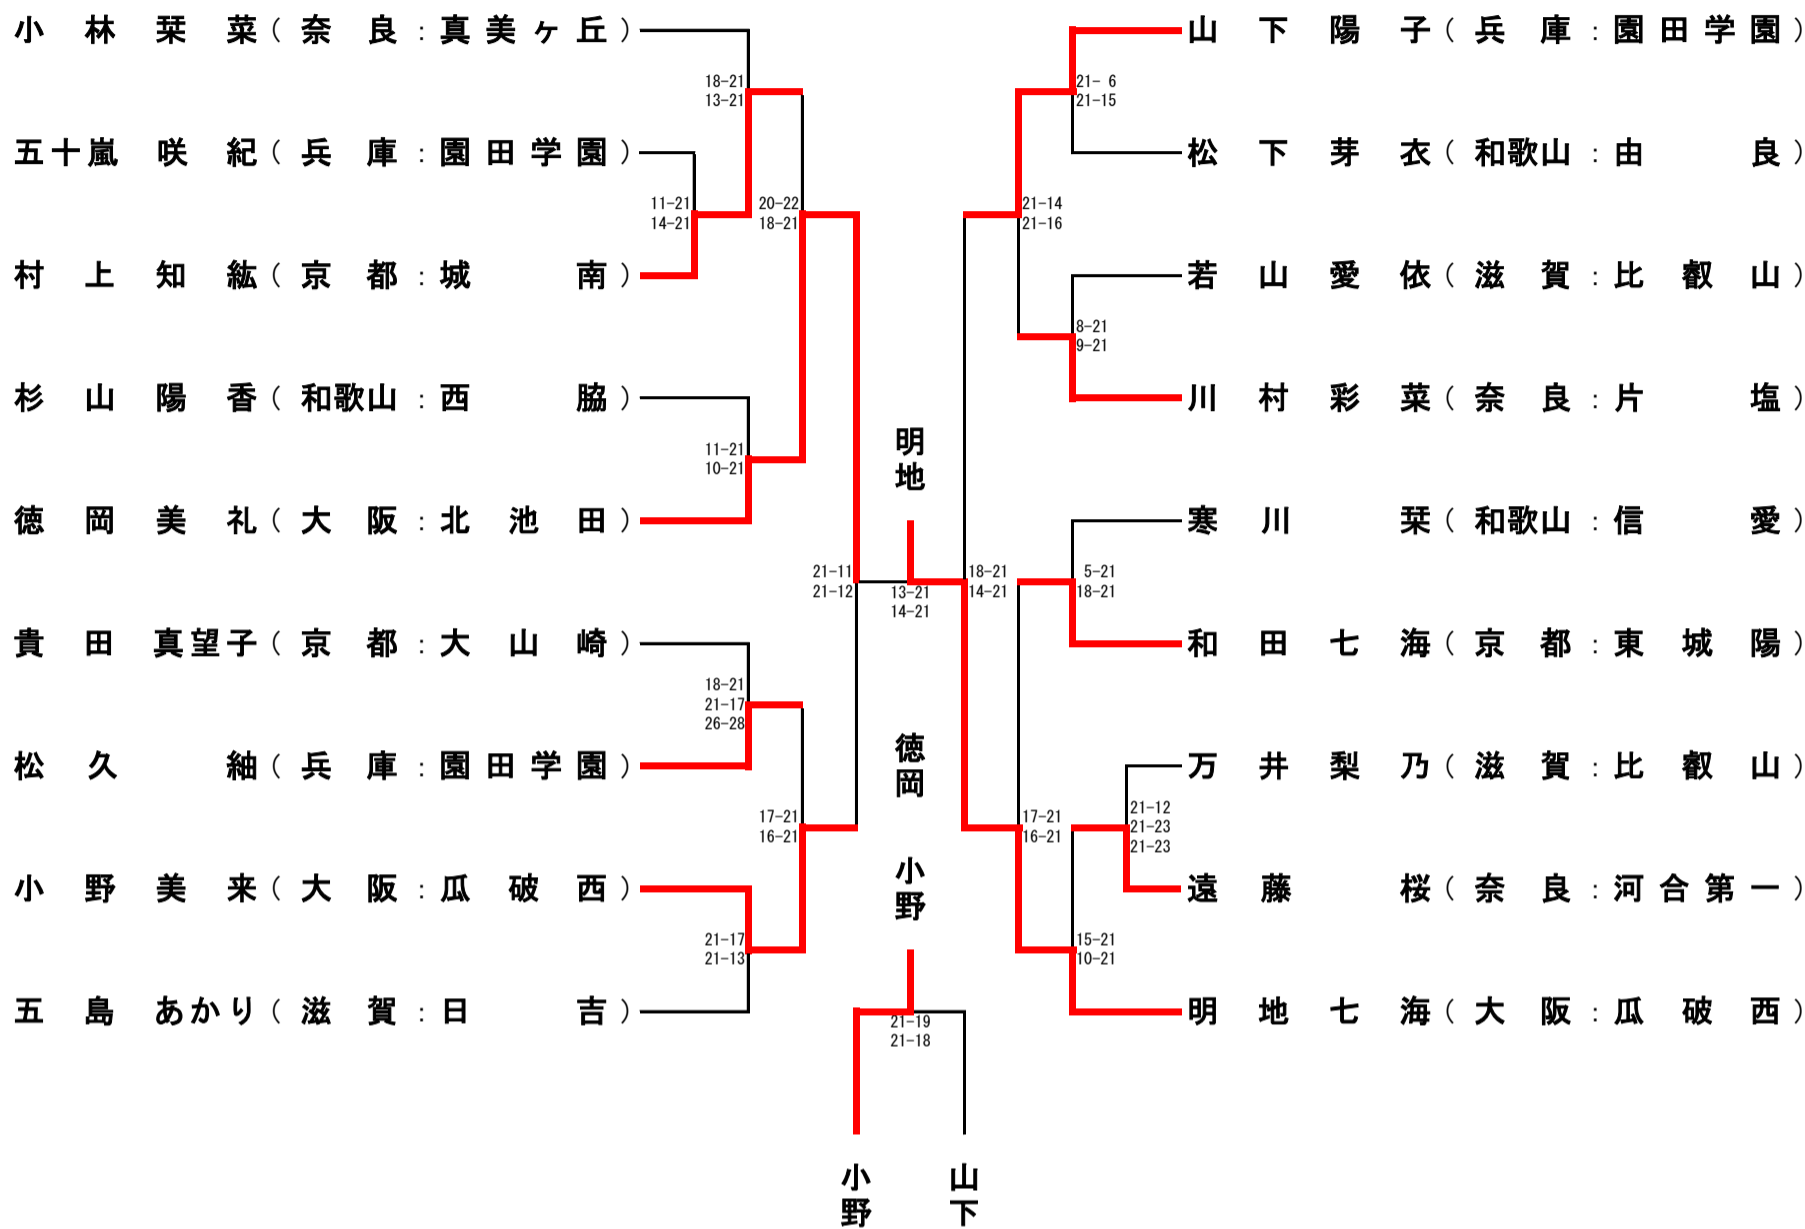 小林栞菜（奈良：真美ヶ丘）
18-21
13-21
五十嵐咲紀（兵庫：園田学園）
11-21
14-21
村上知紘（京都：城南）
20-22
18-21
杉山陽香（和歌山：西脇）
11-21
10-21
徳岡美礼（大阪：北池田）
21-11
21-12
貴田真望子（京都：大山崎）
18-21
21-17
26-28
松久紬（兵庫：園田学園）
17-21
16-21
小野美来（大阪：瓜破西）
21-17
21-13
五島あかり（滋賀：日吉）
明地
13-21
14-21
徳岡
小野
21-19
21-18
小野
山下
山下陽子（兵庫：園田学園）
21- 6
21-15
松下芽衣（和歌山：由良）
21-14
21-16
若山愛依（滋賀：比叡山）
8-21
9-21
川村彩菜（奈良：片塩）
18-21
14-21
寒川栞（和歌山：信愛）
5-21
18-21
和田七海（京都：東城陽）
17-21
16-21
万井梨乃（滋賀：比叡山）
21-12
21-23
21-23
遠藤桜（奈良：河合第一）
15-21
10-21
明地七海（大阪：瓜破西）